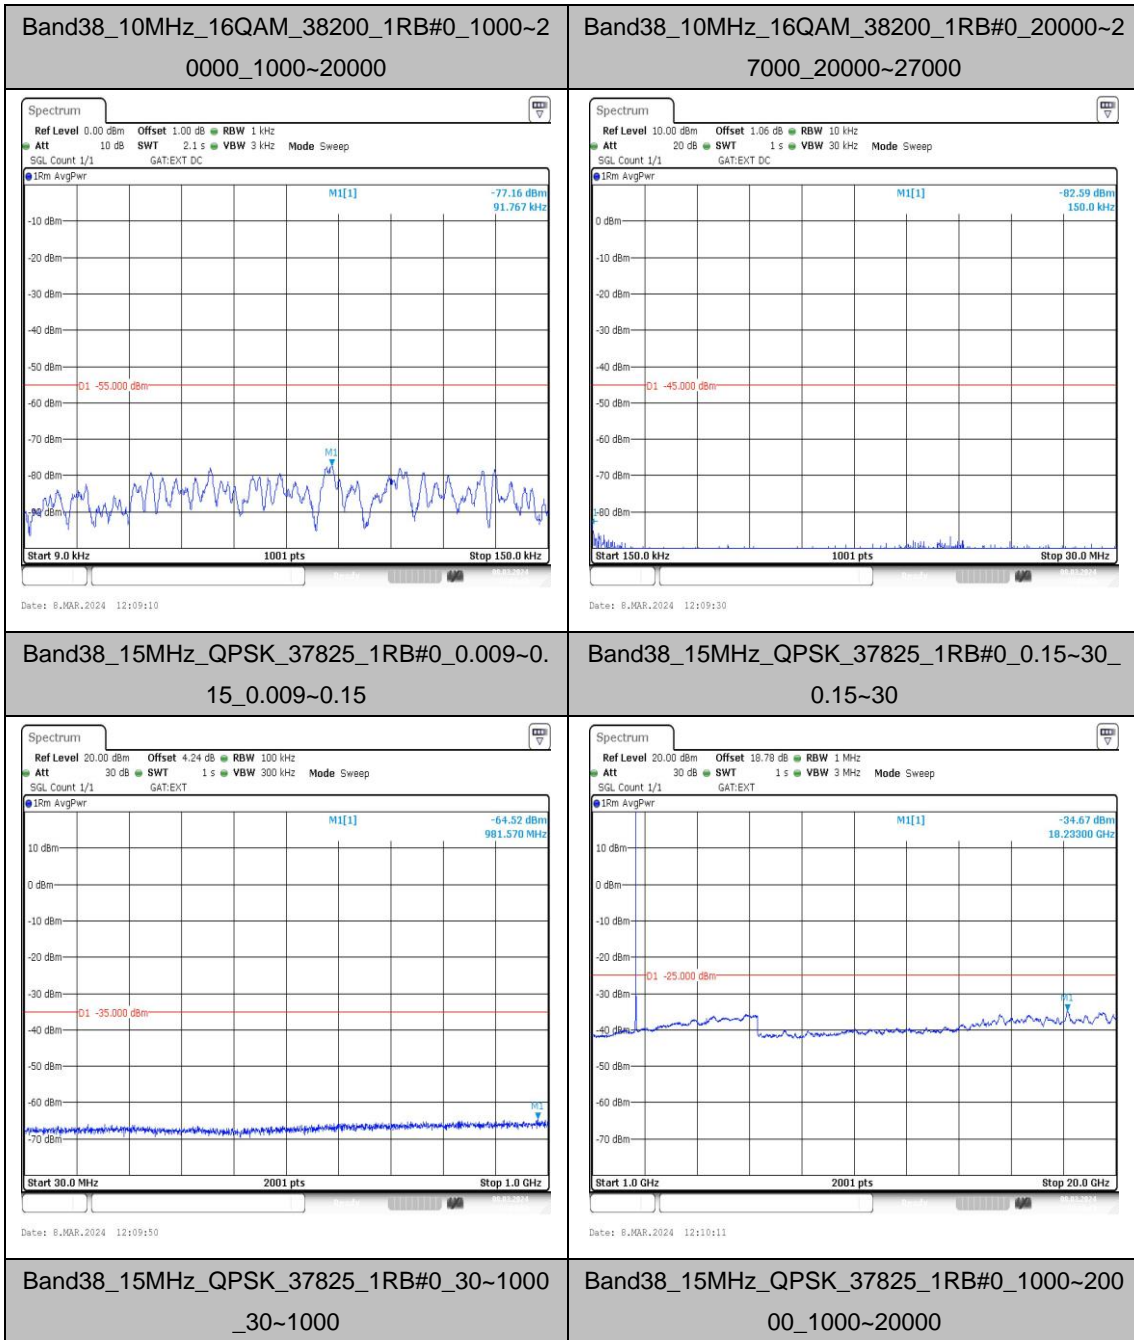 Band38_10MHz_16QAM_38200_1RB#0_1000~2
0000_1000~20000
Band38_10MHz_16QAM_38200_1RB#0_20000~2
7000_20000~27000
Spectrum
Ref Level 0.00 dBm Offset 1.00 dB RBW 1 kHz
Att 10 dB SWT 2.1 s VBW 3 kHz Mode Sweep
SGL Count 1/1 GAT:EXT DC
1Rm AvgPwr
M1[1] -77.16 dBm
91.767 kHz
-10 dBm
-20 dBm
-30 dBm
-40 dBm
-50 dBm
D1 -55.000 dBm
-60 dBm
-70 dBm
M1
-80 dBm
-90 dBm
Start 9.0 kHz 1001 pts Stop 150.0 kHz
Date: 8.MAR.2024 12:09:10
Spectrum
Ref Level 10.00 dBm Offset 1.06 dB RBW 10 kHz
Att 20 dB SWT 1 s VBW 30 kHz Mode Sweep
SGL Count 1/1 GAT:EXT DC
1Rm AvgPwr
M1[1] -82.59 dBm
150.0 kHz
0 dBm
-10 dBm
-20 dBm
-30 dBm
-40 dBm
D1 -45.000 dBm
-50 dBm
-60 dBm
-70 dBm
-80 dBm
Start 150.0 kHz 1001 pts Stop 30.0 MHz
Date: 8.MAR.2024 12:09:30
Band38_15MHz_QPSK_37825_1RB#0_0.009~0.
15_0.009~0.15
Band38_15MHz_QPSK_37825_1RB#0_0.15~30_
0.15~30
Spectrum
Ref Level 20.00 dBm Offset 4.24 dB RBW 100 kHz
Att 30 dB SWT 1 s VBW 300 kHz Mode Sweep
SGL Count 1/1 GAT:EXT
1Rm AvgPwr
M1[1] -64.52 dBm
981.570 MHz
10 dBm
0 dBm
-10 dBm
-20 dBm
-30 dBm
D1 -35.000 dBm
-40 dBm
-50 dBm
-60 dBm
M1
-70 dBm
Start 30.0 MHz 2001 pts Stop 1.0 GHz
Date: 8.MAR.2024 12:09:50
Spectrum
Ref Level 20.00 dBm Offset 18.78 dB RBW 1 MHz
Att 30 dB SWT 1 s VBW 3 MHz Mode Sweep
SGL Count 1/1 GAT:EXT
1Rm AvgPwr
M1[1] -34.67 dBm
18.23300 GHz
10 dBm
0 dBm
-10 dBm
-20 dBm
D1 -25.000 dBm
-30 dBm
M1
-40 dBm
-50 dBm
-60 dBm
-70 dBm
Start 1.0 GHz 2001 pts Stop 20.0 GHz
Date: 8.MAR.2024 12:10:11
Band38_15MHz_QPSK_37825_1RB#0_30~1000
_30~1000
Band38_15MHz_QPSK_37825_1RB#0_1000~200
00_1000~20000